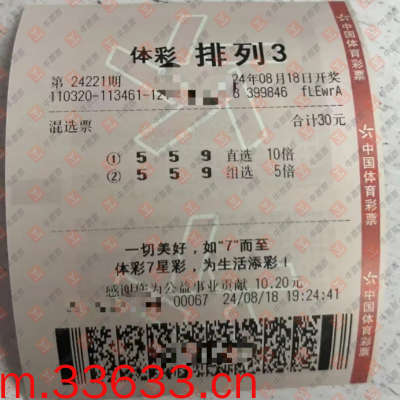 体彩 排列3
第 24221期 24年08月18日开奖
110320-113461-12 8 399846 fLEwrA
混选票 合计30元
① 5 5 9 直选 10倍
② 5 5 9 组选 5倍
一切美好，如“7”而至
体彩7星彩，为生活添彩！
感谢您为公益事业贡献 10.20元
00067 24/08/18 19:24:41
中国体育彩票
中国体育彩票
m.33633.cn